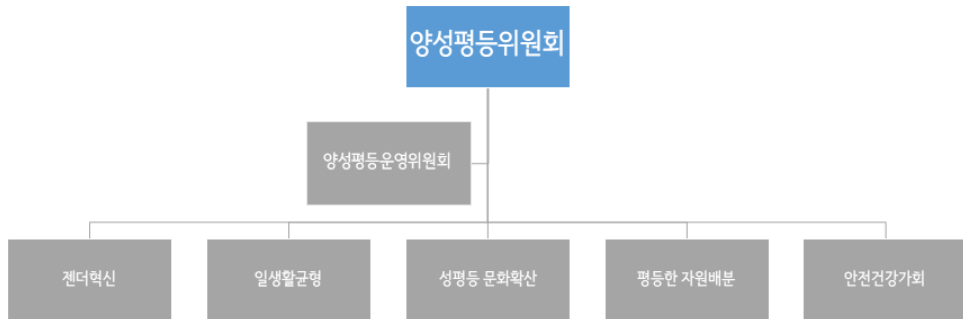 양성평등위원회
양성평등운영위원회
젠더혁신
일생활균형
성평등 문화확산
평등한 자원배분
안전건강가회